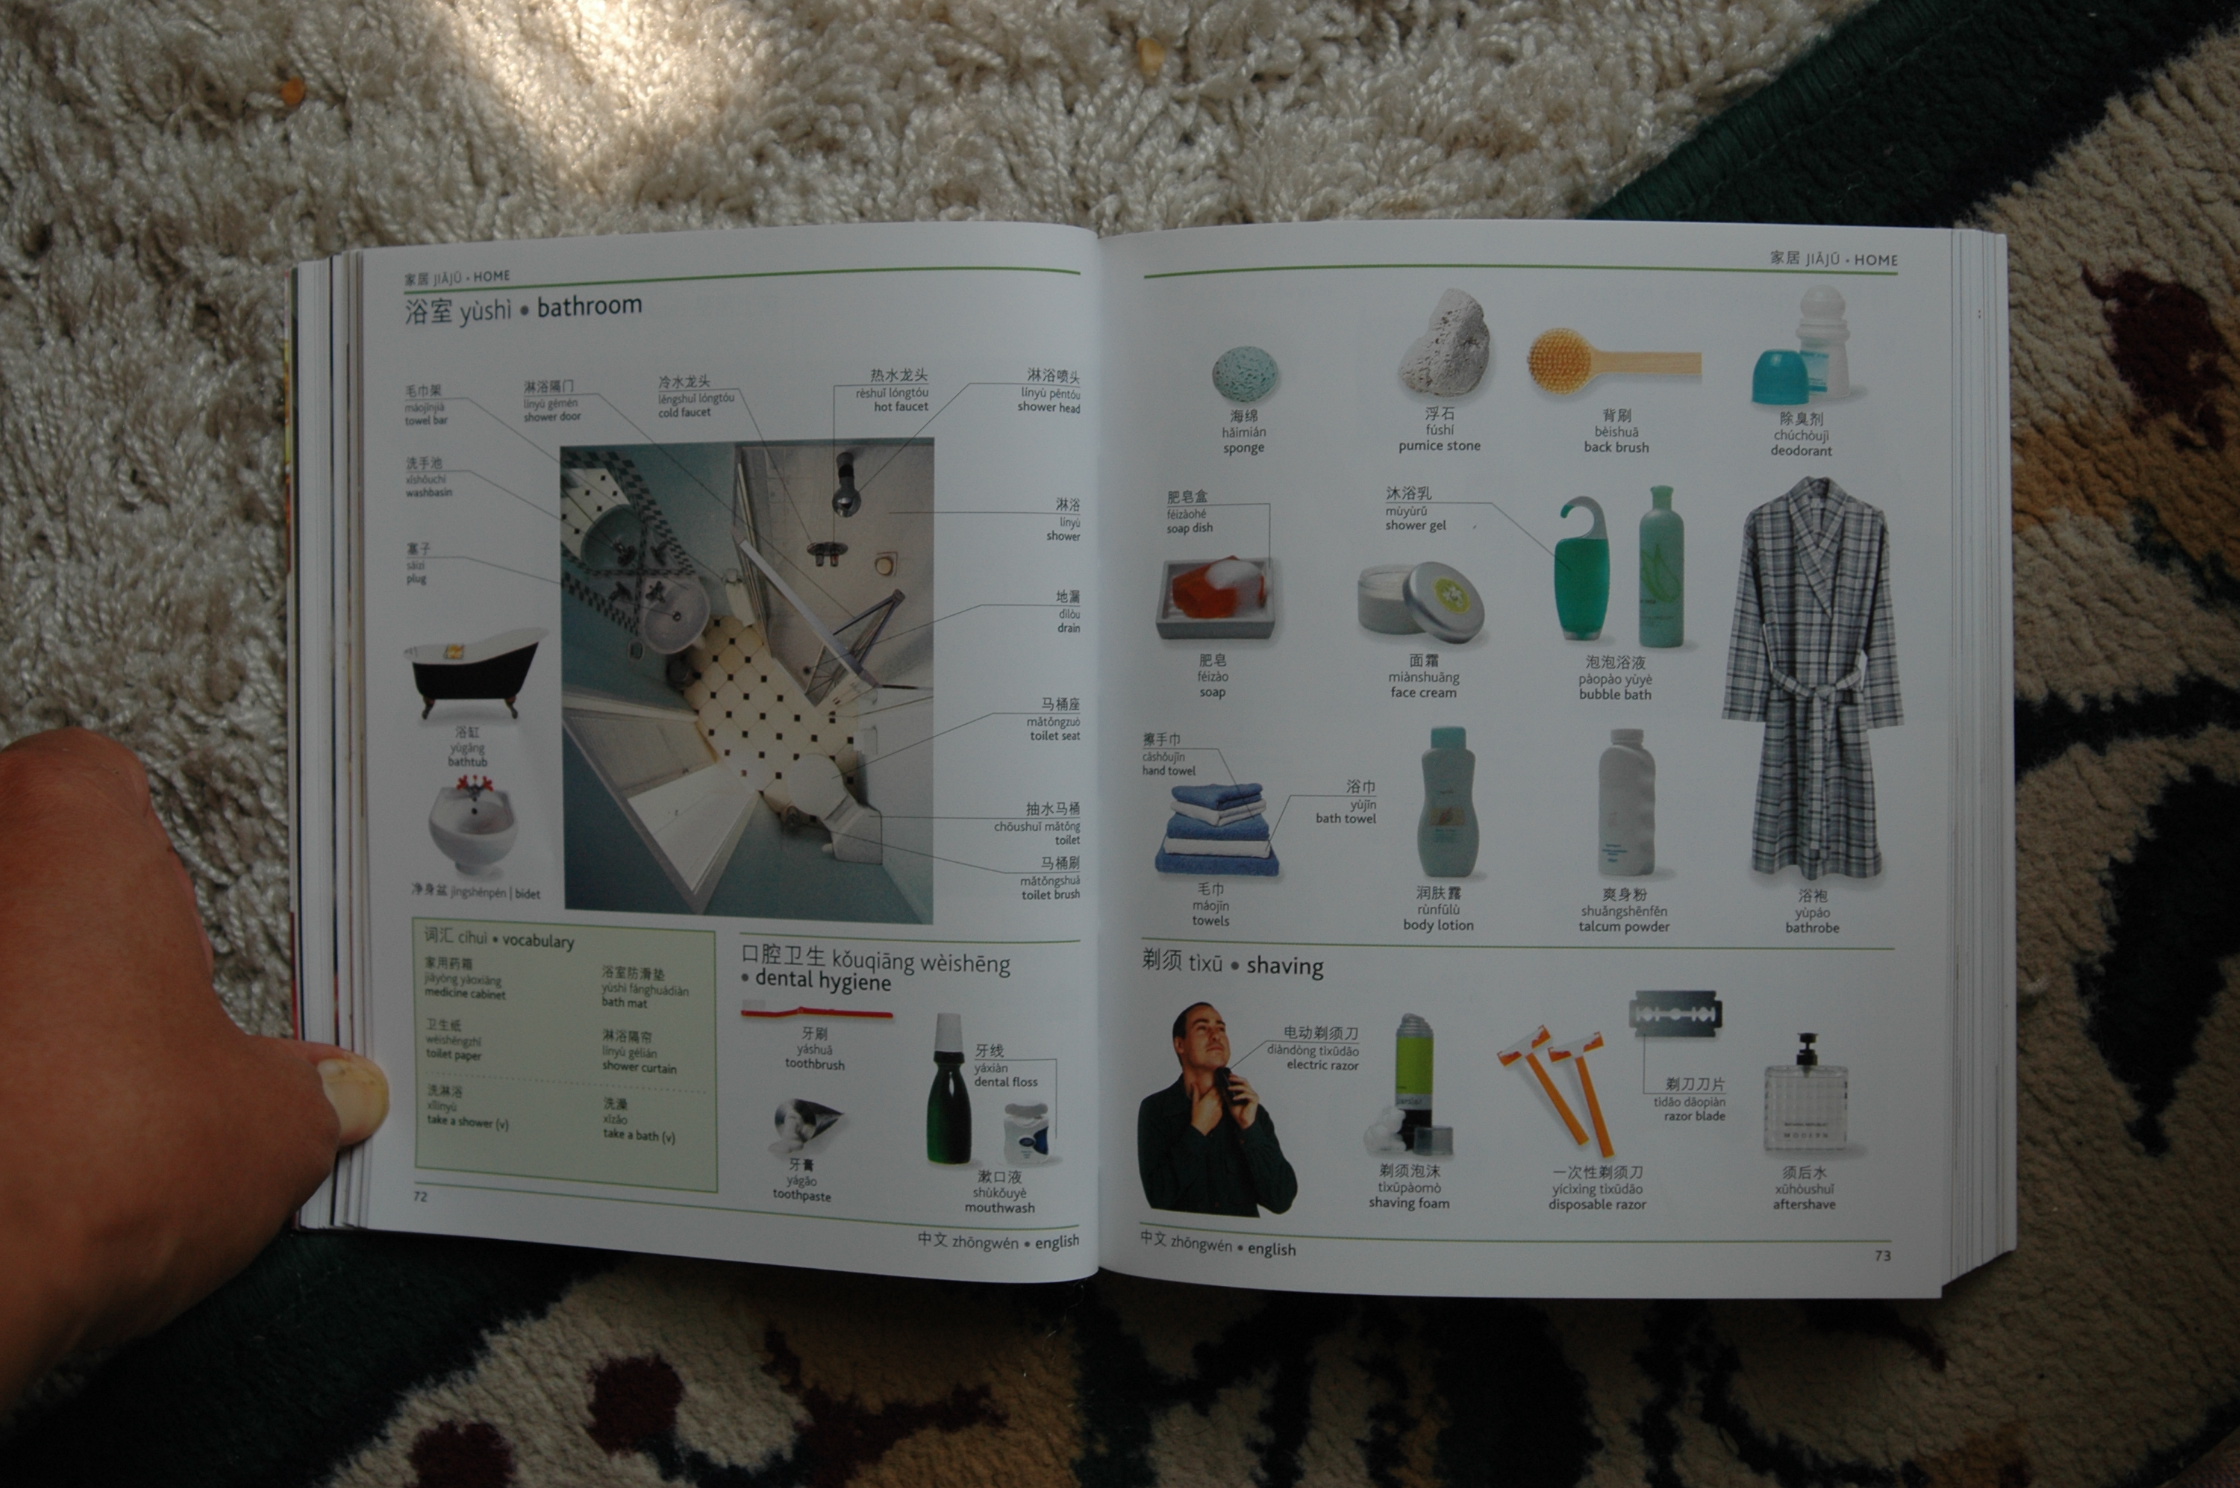 家居 JIĀJŪ • HOME
浴室 yùshì • bathroom
毛巾架
máojīnjià
towel bar
淋浴隔门
línyù gémén
shower door
冷水龙头
lěngshuǐ lóngtóu
cold faucet
热水龙头
rèshuǐ lóngtóu
hot faucet
淋浴喷头
línyù pēntóu
shower head
洗手池
xǐshǒuchí
washbasin
塞子
sāizi
plug
淋浴
línyù
shower
地漏
dìlòu
drain
马桶座
mǎtǒngzuò
toilet seat
抽水马桶
chōushuǐ mǎtǒng
toilet
马桶刷
mǎtǒngshuā
toilet brush
浴缸
yùgāng
bathtub
净身盆 jìngshēnpén | bidet
词汇 cíhuì • vocabulary
家用药箱
jiāyòng yàoxiāng
medicine cabinet
浴室防滑垫
yùshì fánghuádiàn
bath mat
卫生纸
wèishēngzhǐ
toilet paper
淋浴隔帘
línyù gélián
shower curtain
洗淋浴
xǐlínyù
take a shower (v)
洗澡
xǐzǎo
take a bath (v)
口腔卫生 kǒuqiāng wèishēng
• dental hygiene
牙刷
yáshuā
toothbrush
牙线
yáxiàn
dental floss
牙膏
yágāo
toothpaste
漱口液
shùkǒuyè
mouthwash
72
中文 zhōngwén • english
家居 JIĀJŪ • HOME
海绵
hǎimián
sponge
浮石
fúshí
pumice stone
背刷
bèishuā
back brush
除臭剂
chúchòujì
deodorant
肥皂盒
féizàohé
soap dish
肥皂
féizào
soap
沐浴乳
mùyùrǔ
shower gel
面霜
miànshuāng
face cream
泡泡浴液
pàopào yùyè
bubble bath
浴袍
yùpáo
bathrobe
擦手巾
cāshǒujīn
hand towel
浴巾
yùjīn
bath towel
毛巾
máojīn
towels
润肤露
rùnfūlù
body lotion
爽身粉
shuǎngshēnfěn
talcum powder
剃须 tìxū • shaving
电动剃须刀
diàndòng tìxūdāo
electric razor
剃须泡沫
tìxūpàomò
shaving foam
一次性剃须刀
yícìxìng tìxūdāo
disposable razor
剃刀刀片
tìdāo dāopiàn
razor blade
须后水
xūhòushuǐ
aftershave
中文 zhōngwén • english
73